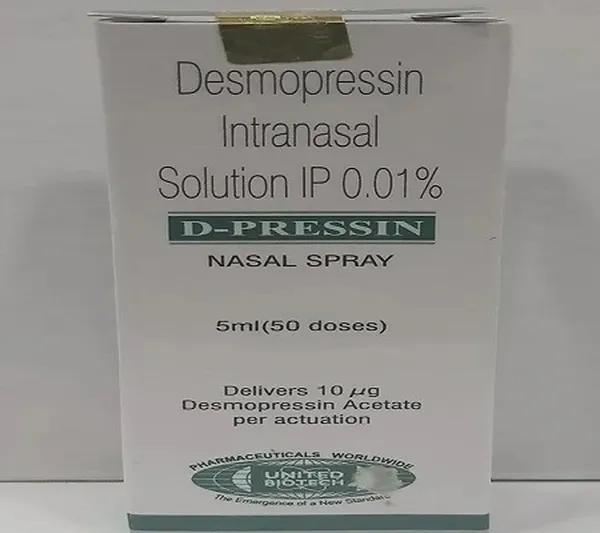 Desmopressin
Intranasal
Solution IP 0.01%
D-PRESSIN
NASAL SPRAY
5ml(50 doses)
Delivers 10 µg
Desmopressin Acetate
per actuation
PHARMACEUTICALS WORLDWIDE
UNITED
BIOTECH
The Emergence of a New Standard